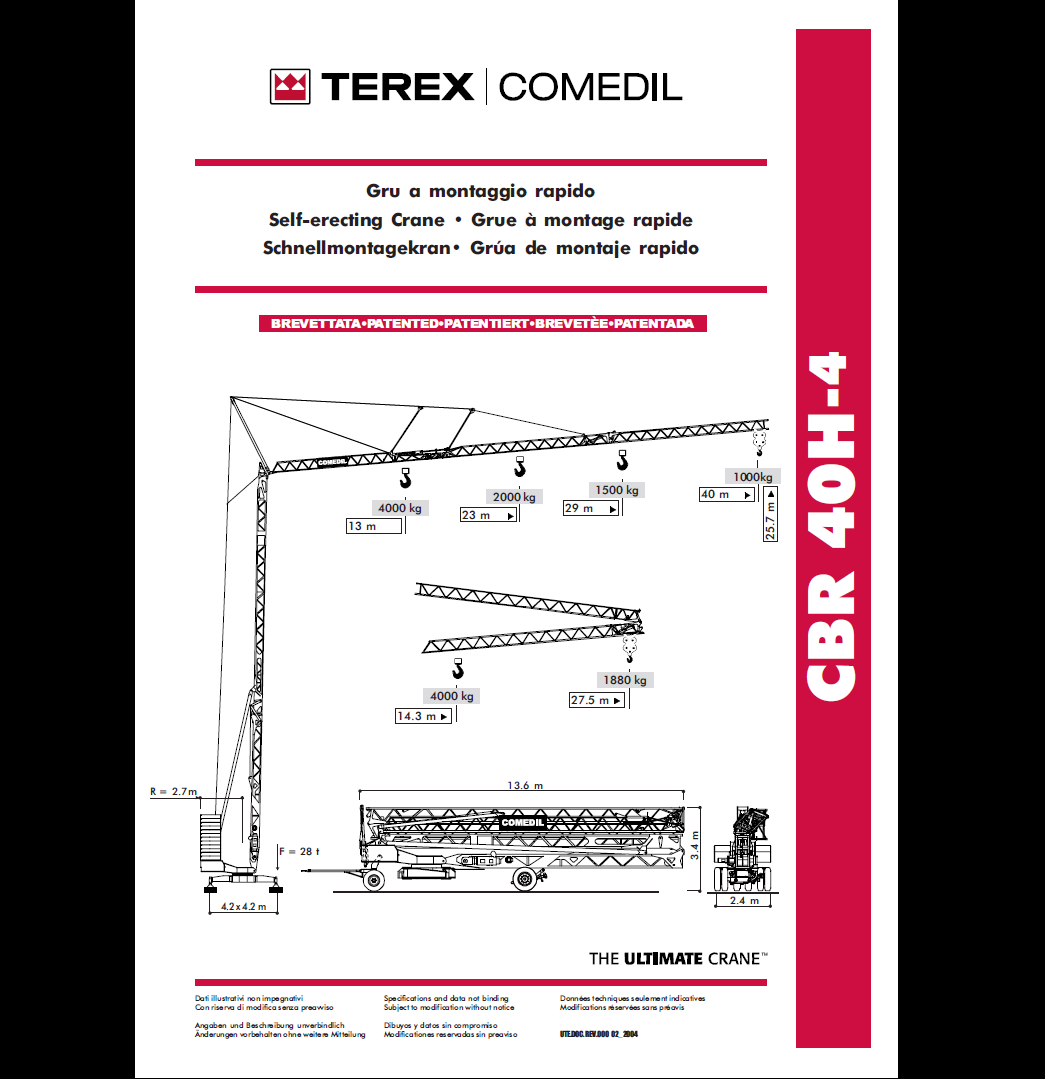 TEREX | COMEDIL
Gru a montaggio rapido
Self-erecting Crane • Grue à montage rapide
Schnellmontagekran• Grúa de montaje rapido
BREVETTATA•PATENTED•PATENTIERT•BREVETÈE•PATENTADA
CBR 40H-4
COMEDIL
4000 kg
13 m
2000 kg
23 m
1500 kg
29 m
1000kg
40 m
25.7 m
4000 kg
14.3 m
1880 kg
27.5 m
R = 2.7m
F = 28 t
4.2x4.2 m
13.6 m
COMEDIL
3.4 m
2.4 m
THE ULTIMATE CRANE™
Dati illustrativi non impegnativi
Con riserva di modifica senza preavviso
Angaben und Beschreibung unverbindlich
Änderungen vorbehalten ohne weitere Mitteilung
Specifications and data not binding
Subject to modification without notice
Dibuyos y datos sin compromiso
Modificationes reservadas sin preaviso
Données techniques seulement indicatives
Modifications réservées sans préavis
UTE.DOC.REV.000 02_2004